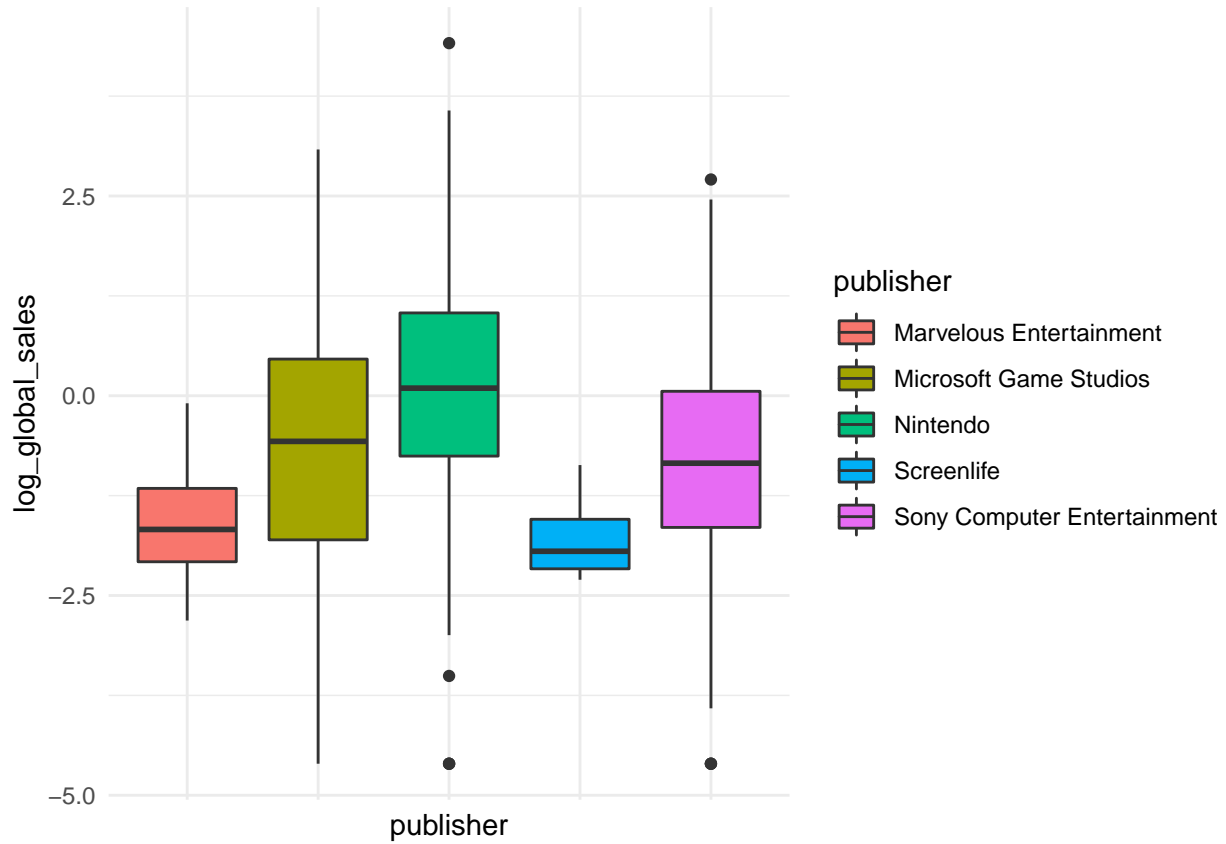 log_global_sales
2.5
0.0
−2.5
−5.0
publisher
publisher
Marvelous Entertainment
Microsoft Game Studios
Nintendo
Screenlife
Sony Computer Entertainment